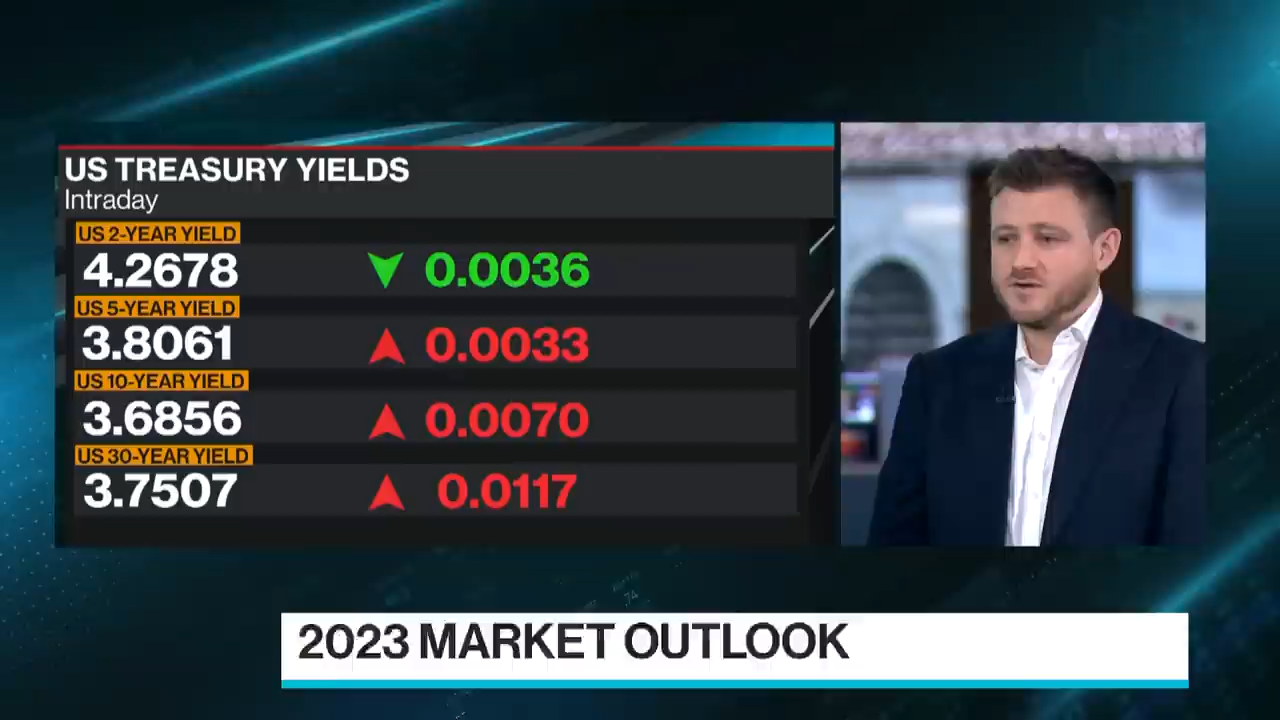 US TREASURY YIELDS
Intraday
US 2-YEAR YIELD
4.2678 0.0036
US 5-YEAR YIELD
3.8061 0.0033
US 10-YEAR YIELD
3.6856 0.0070
US 30-YEAR YIELD
3.7507 0.0117
2023 MARKET OUTLOOK